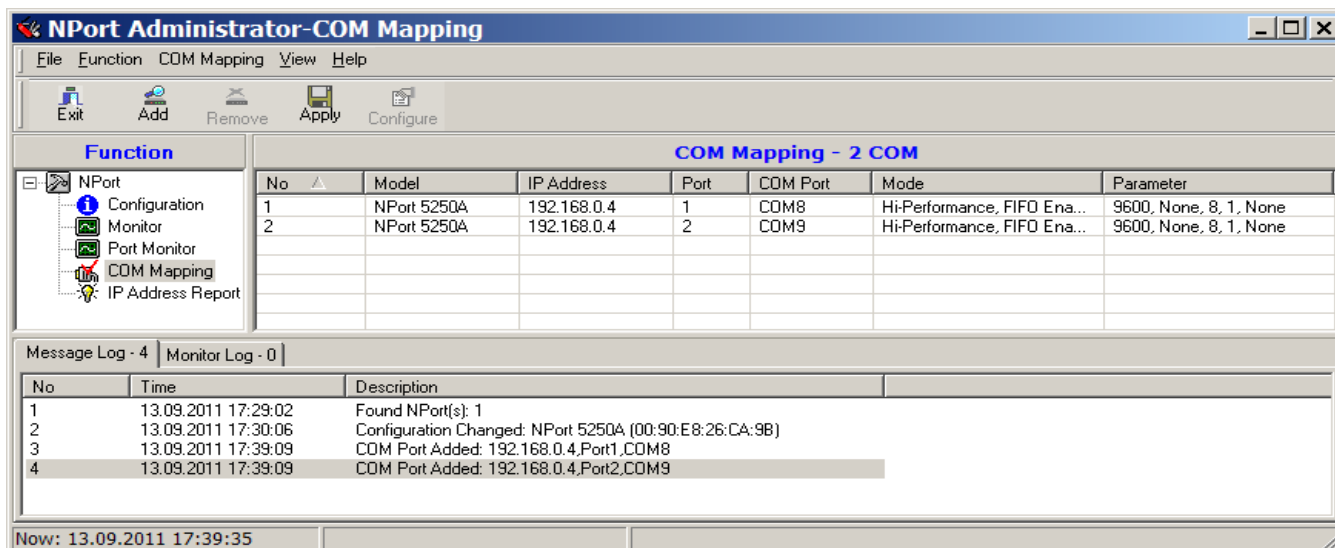 NPort Administrator-COM Mapping
File Function COM Mapping View Help
Exit Add Remove Apply Configure
Function
COM Mapping - 2 COM
NPort
Configuration
Monitor
Port Monitor
COM Mapping
IP Address Report
No Model IP Address Port COM Port Mode Parameter
1 NPort 5250A 192.168.0.4 1 COM8 Hi-Performance, FIFO Ena... 9600, None, 8, 1, None
2 NPort 5250A 192.168.0.4 2 COM9 Hi-Performance, FIFO Ena... 9600, None, 8, 1, None
Message Log - 4 Monitor Log - 0
No Time Description
1 13.09.2011 17:29:02 Found NPort(s): 1
2 13.09.2011 17:30:06 Configuration Changed: NPort 5250A (00:90:E8:26:CA:9B)
3 13.09.2011 17:39:09 COM Port Added: 192.168.0.4,Port1,COM8
4 13.09.2011 17:39:09 COM Port Added: 192.168.0.4,Port2,COM9
Now: 13.09.2011 17:39:35